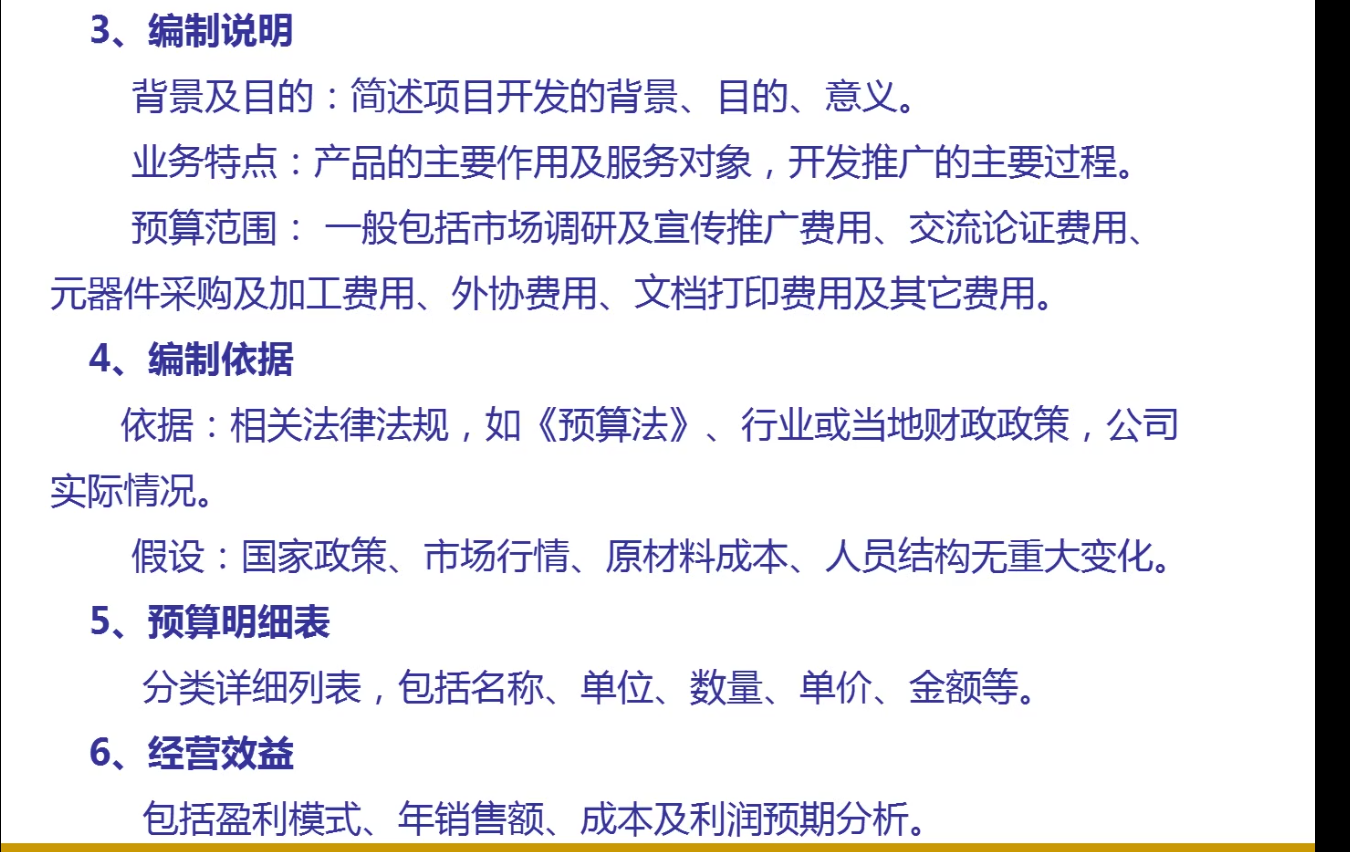 3、编制说明
背景及目的：简述项目开发的背景、目的、意义。
业务特点：产品的主要作用及服务对象，开发推广的主要过程。
预算范围： 一般包括市场调研及宣传推广费用、交流论证费用、
元器件采购及加工费用、外协费用、文档打印费用及其它费用。
4、编制依据
依据：相关法律法规，如《预算法》、行业或当地财政政策，公司
实际情况。
假设：国家政策、市场行情、原材料成本、人员结构无重大变化。
5、预算明细表
分类详细列表，包括名称、单位、数量、单价、金额等。
6、经营效益
包括盈利模式、年销售额、成本及利润预期分析。